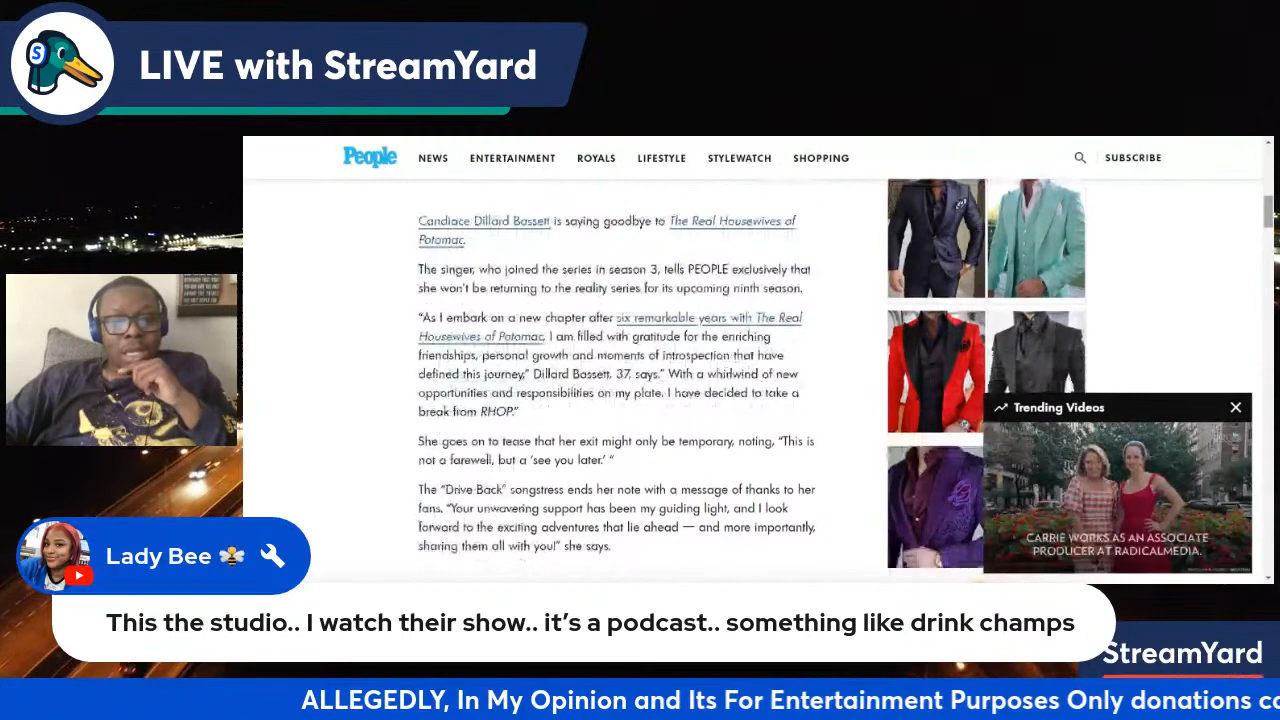 LIVE with StreamYard
People
NEWS ENTERTAINMENT ROYALS LIFESTYLE STYLEWATCH SHOPPING SUBSCRIBE
Candiace Dillard Bassett is saying goodbye to The Real Housewives of
Potomac.
The singer, who joined the series in season 3, tells PEOPLE exclusively that
she won't be returning to the reality series for its upcoming ninth season.
"As I embark on a new chapter after six remarkable years with The Real
Housewives of Potomac, I am filled with gratitude for the enriching
friendships, personal growth and moments of introspection that have
defined this journey," Dillard Bassett, 37, says." With a whirlwind of new
opportunities and responsibilities on my plate, I have decided to take a
break from RHOP."
She goes on to tease that her exit might only be temporary, noting, "This is
not a farewell, but a 'see you later.' "
The "Drive Back" songstress ends her note with a message of thanks to her
fans. "Your unwavering support has been my guiding light, and I look
forward to the exciting adventures that lie ahead — and more importantly,
sharing them all with you!" she says.
Trending Videos
CARRIE WORKS AS AN ASSOCIATE
PRODUCER AT RADICALMEDIA.
Lady Bee 🐝
This the studio.. I watch their show.. it's a podcast.. something like drink champs
StreamYard
ALLEGEDLY, In My Opinion and Its For Entertainment Purposes Only donations